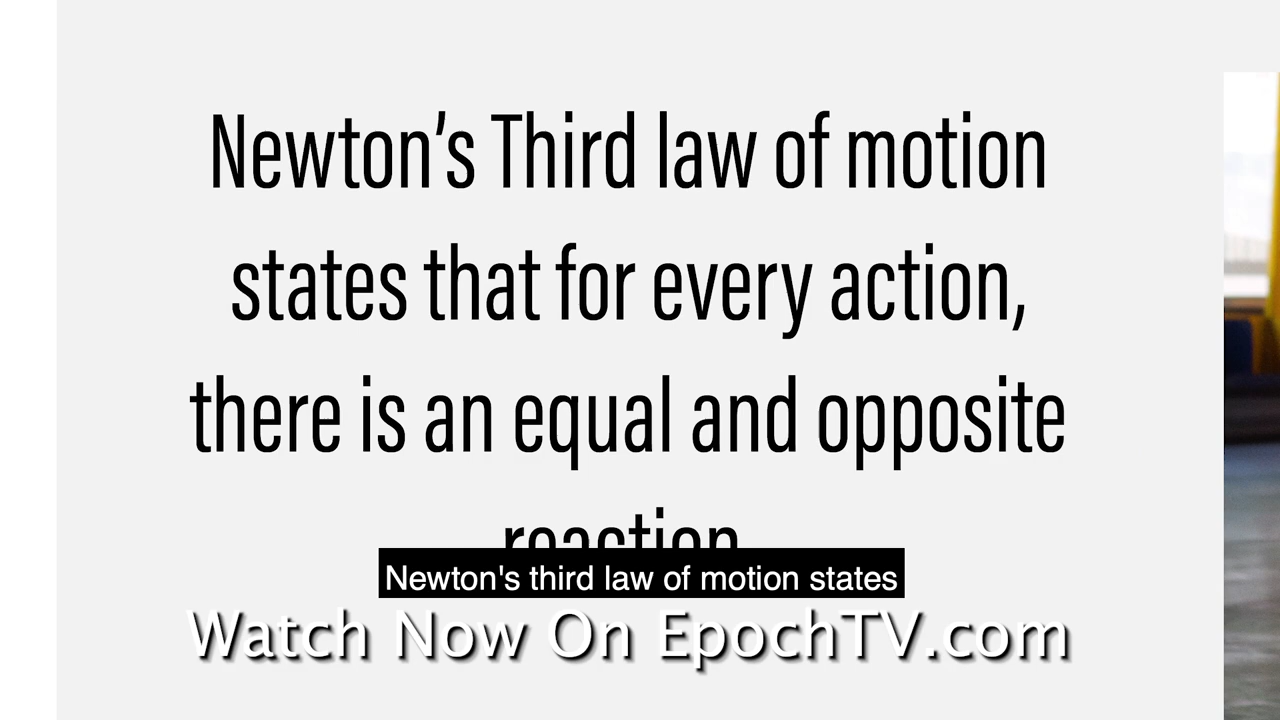 Newton’s Third law of motion
states that for every action,
there is an equal and opposite
reaction
Newton's third law of motion states
Watch Now On EpochTV.com